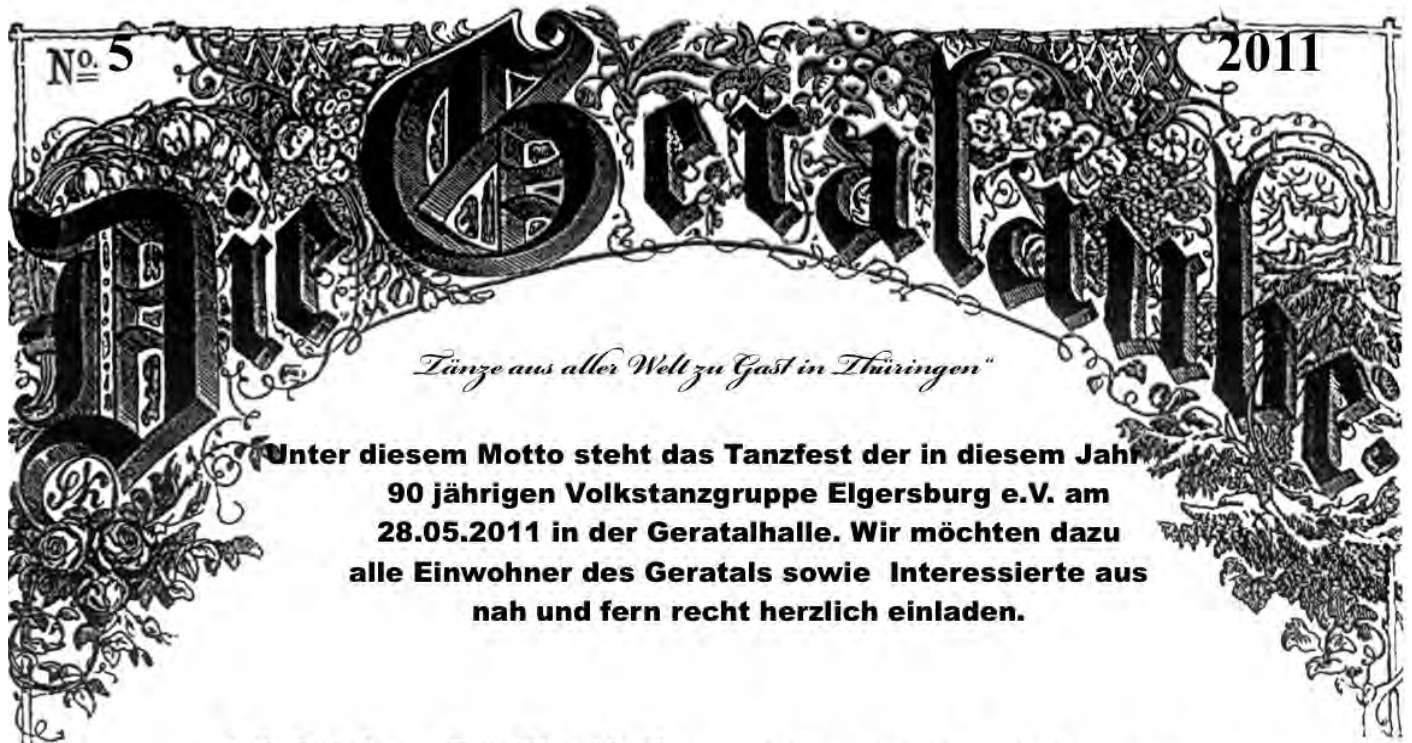 No. 5
2011
Die Geralaube.
Tänze aus aller Welt zu Gast in Thüringen“
Unter diesem Motto steht das Tanzfest der in diesem Jahr
90 jährigen Volkstanzgruppe Elgersburg e.V. am
28.05.2011 in der Geratalhalle. Wir möchten dazu
alle Einwohner des Geratals sowie Interessierte aus
nah und fern recht herzlich einladen.